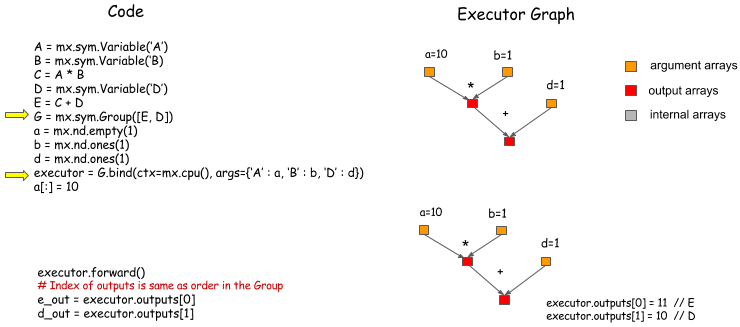 Code
Executor Graph
A = mx.sym.Variable('A')
B = mx.sym.Variable('B)
C = A * B
D = mx.sym.Variable('D')
E = C + D
G = mx.sym.Group([E, D])
a = mx.nd.empty(1)
b = mx.nd.ones(1)
d = mx.nd.ones(1)
executor = G.bind(ctx=mx.cpu(), args={'A' : a, 'B' : b, 'D' : d})
a[:] = 10
a=10
b=1
*
d=1
+
argument arrays
output arrays
internal arrays
executor.forward()
# Index of outputs is same as order in the Group
e_out = executor.outputs[0]
d_out = executor.outputs[1]
a=10
b=1
*
d=1
+
executor.outputs[0] = 11 // E
executor.outputs[1] = 10 // D